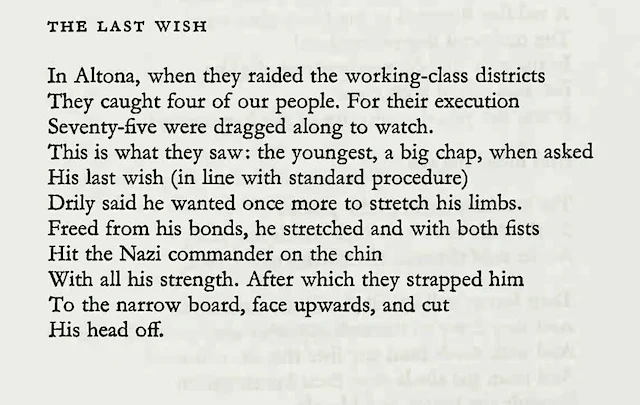 THE LAST WISH
In Altona, when they raided the working-class districts
They caught four of our people. For their execution
Seventy-five were dragged along to watch.
This is what they saw: the youngest, a big chap, when asked
His last wish (in line with standard procedure)
Drily said he wanted once more to stretch his limbs.
Freed from his bonds, he stretched and with both fists
Hit the Nazi commander on the chin
With all his strength. After which they strapped him
To the narrow board, face upwards, and cut
His head off.